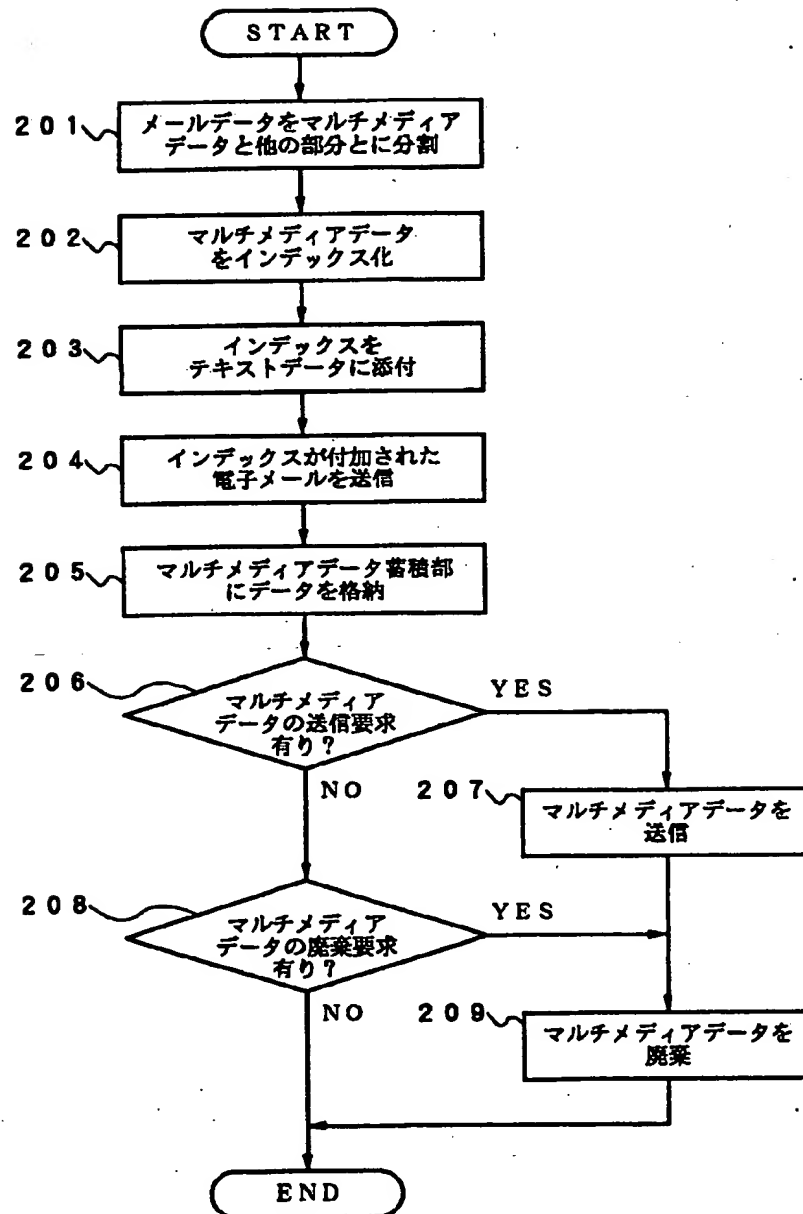 START
201
メールデータをマルチメディア
データと他の部分とに分割
202
マルチメディアデータ
をインデックス化
203
インデックスを
テキストデータに添付
204
インデックスが付加された
電子メールを送信
205
マルチメディアデータ蓄積部
にデータを格納
206
マルチメディア
データの送信要求
有り?
YES
NO
207
マルチメディアデータを
送信
208
マルチメディア
データの廃棄要求
有り?
YES
NO
209
マルチメディアデータを
廃棄
END